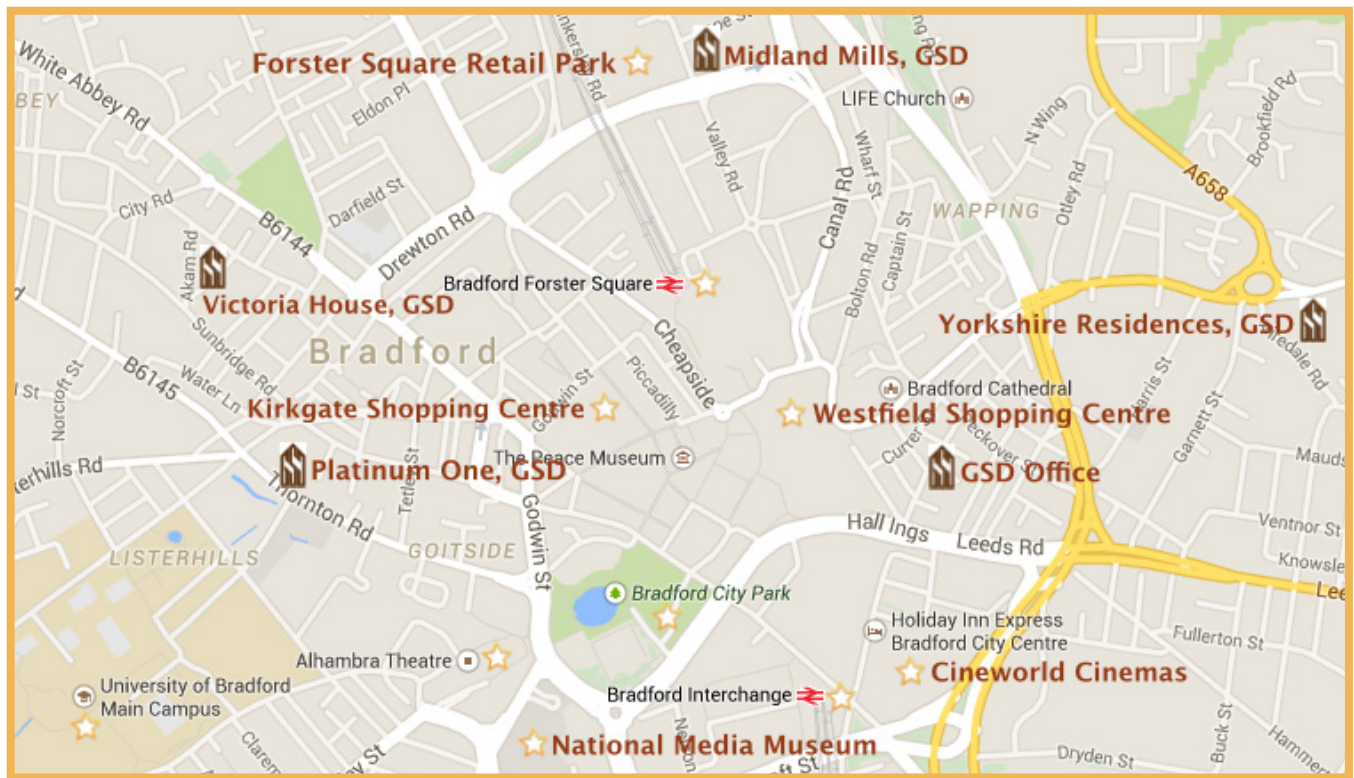 Forster Square Retail Park
Midland Mills, GSD
White Abbey Rd
Eldon Pl
Valley Rd
LIFE Church
N Wing
Brookfield Rd
A658
Otley Rd
WAPPING
Wharf St
Canal Rd
Captain St
Bolton Rd
City Rd
Darfield St
B6144
Drewton Rd
Akam Rd
Victoria House, GSD
Bradford Forster Square
Yorkshire Residences, GSD
Sunbridge Rd
Bradford
Cheapside
Piccadilly
Godwin St
B6145
Water Ln
Norcroft St
Kirkgate Shopping Centre
Westfield Shopping Centre
Bradford Cathedral
Garnett St
The Peace Museum
Platinum One, GSD
GSD Office
Thornton Rd
Tetley St
Godwin St
LISTERHILLS
GOITSIDE
Hall Ings
Leeds Rd
Ventnor St
Bradford City Park
Holiday Inn Express
Bradford City Centre
Fullerton St
Alhambra Theatre
Cineworld Cinemas
University of Bradford
Main Campus
Bradford Interchange
National Media Museum
Buck St
Dryden St